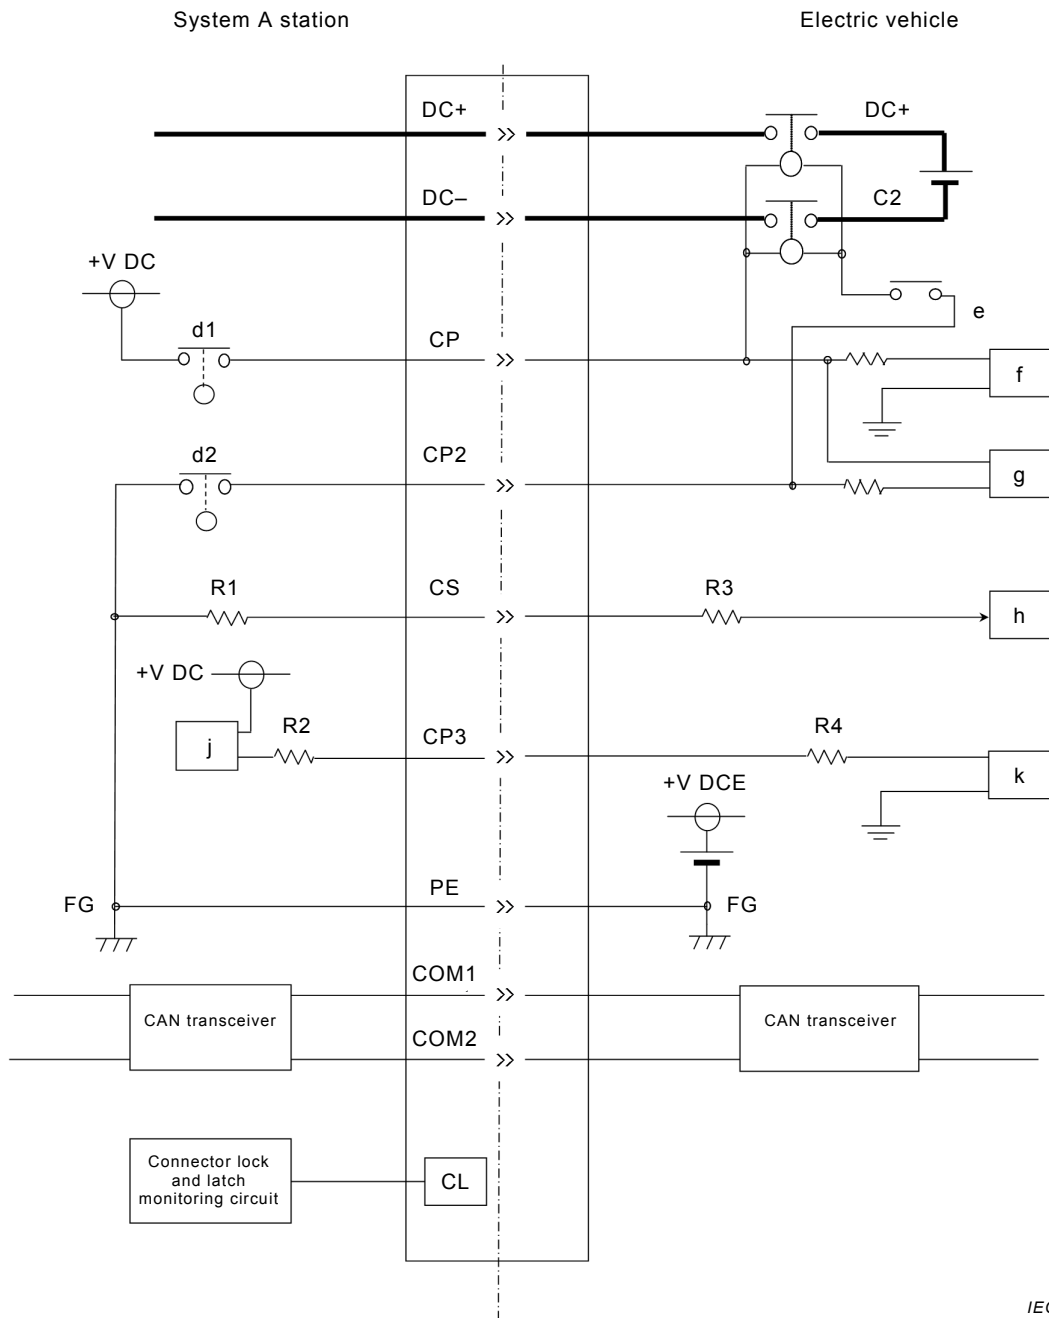 System A station
Electric vehicle
DC+
DC+
DC–
C2
+V DC
d1
CP
e
f
d2
CP2
g
R1
CS
R3
h
+V DC
j
R2
CP3
R4
k
+V DCE
FG
PE
FG
COM1
CAN transceiver
CAN transceiver
COM2
Connector lock
and latch
monitoring circuit
CL
IEC